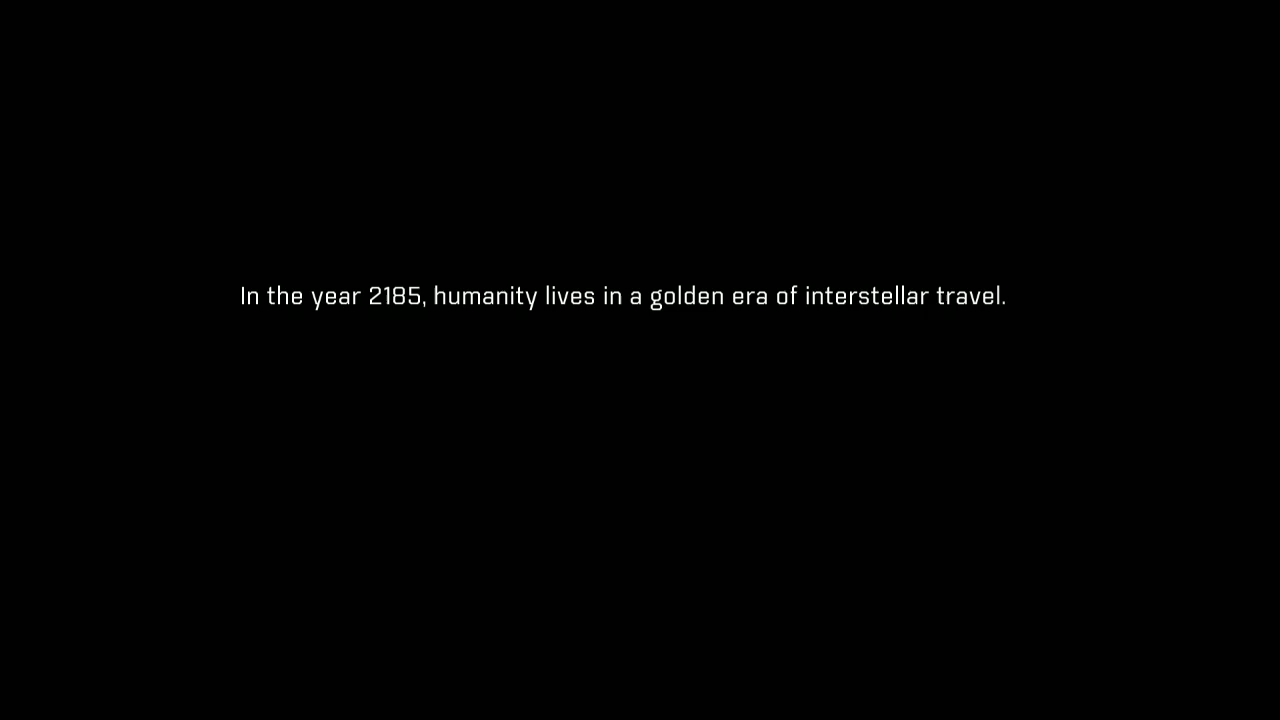 In the year 2185, humanity lives in a golden era of interstellar travel.